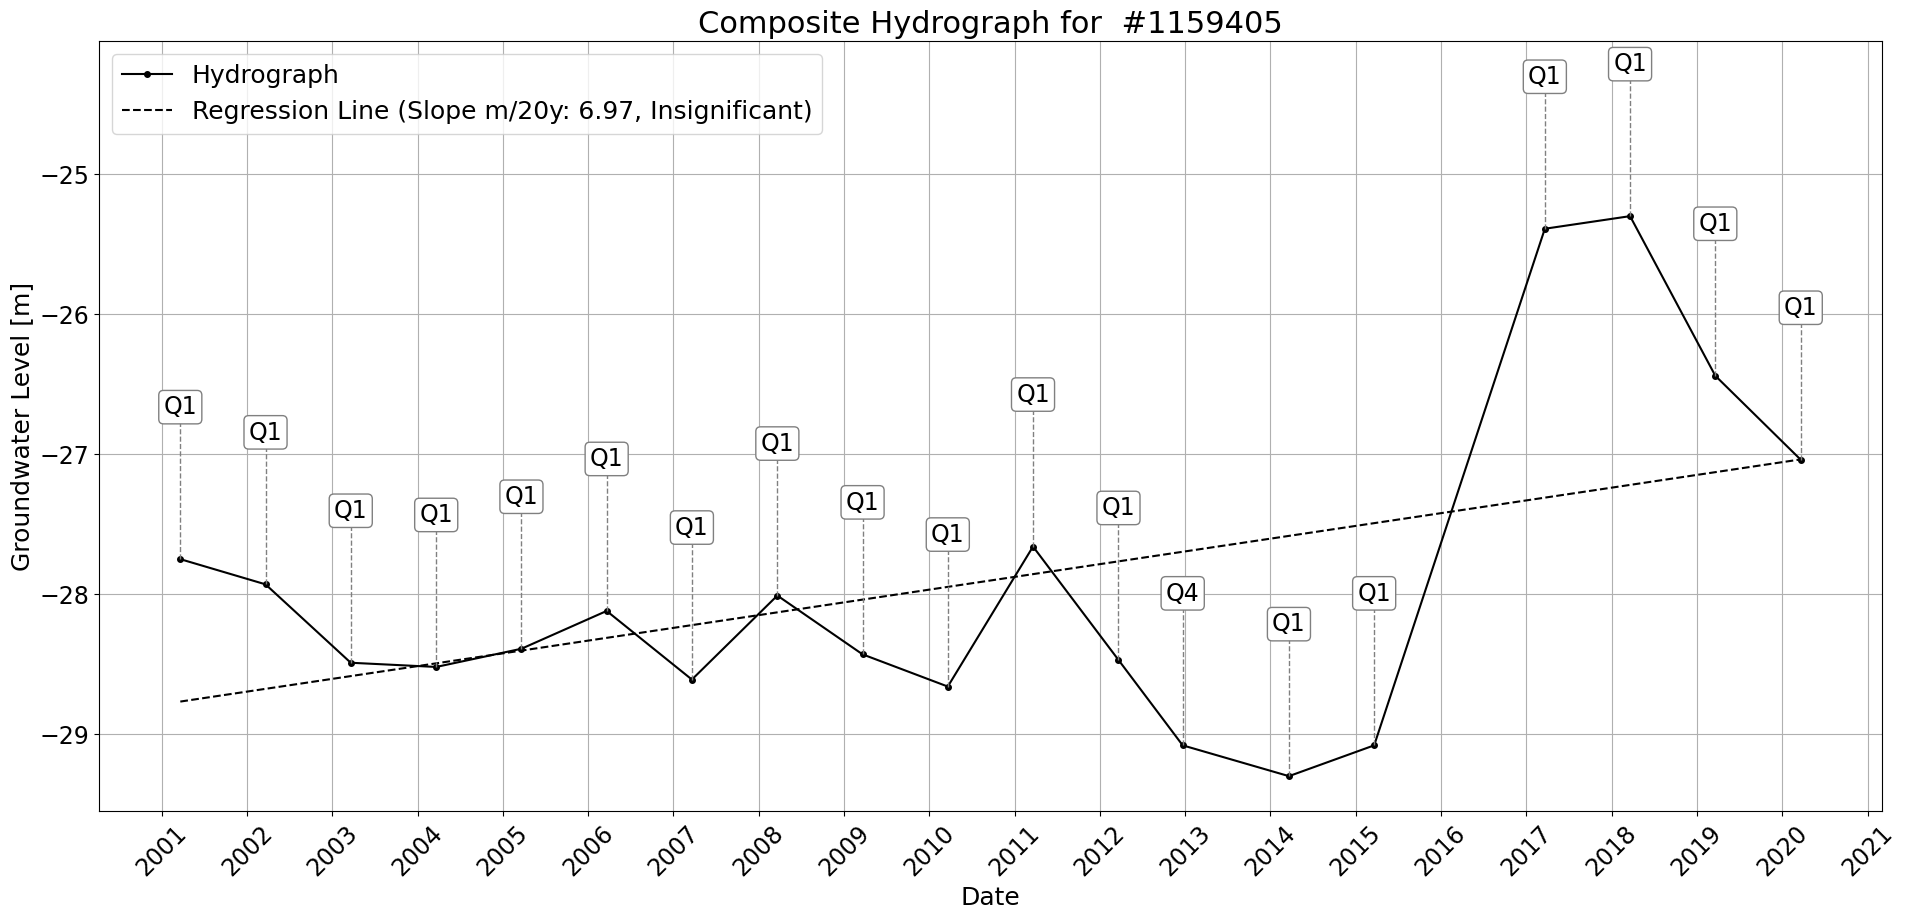 Composite Hydrograph for  #1159405
Hydrograph
Regression Line (Slope m/20y: 6.97, Insignificant)
Groundwater Level [m]
−25
−26
−27
−28
−29
Q1
Q1
Q1
Q1
Q1
Q1
Q1
Q1
Q1
Q1
Q1
Q1
Q4
Q1
Q1
Q1
Q1
Q1
Q1
2001
2002
2003
2004
2005
2006
2007
2008
2009
2010
2011
2012
2013
2014
2015
2016
2017
2018
2019
2020
2021
Date